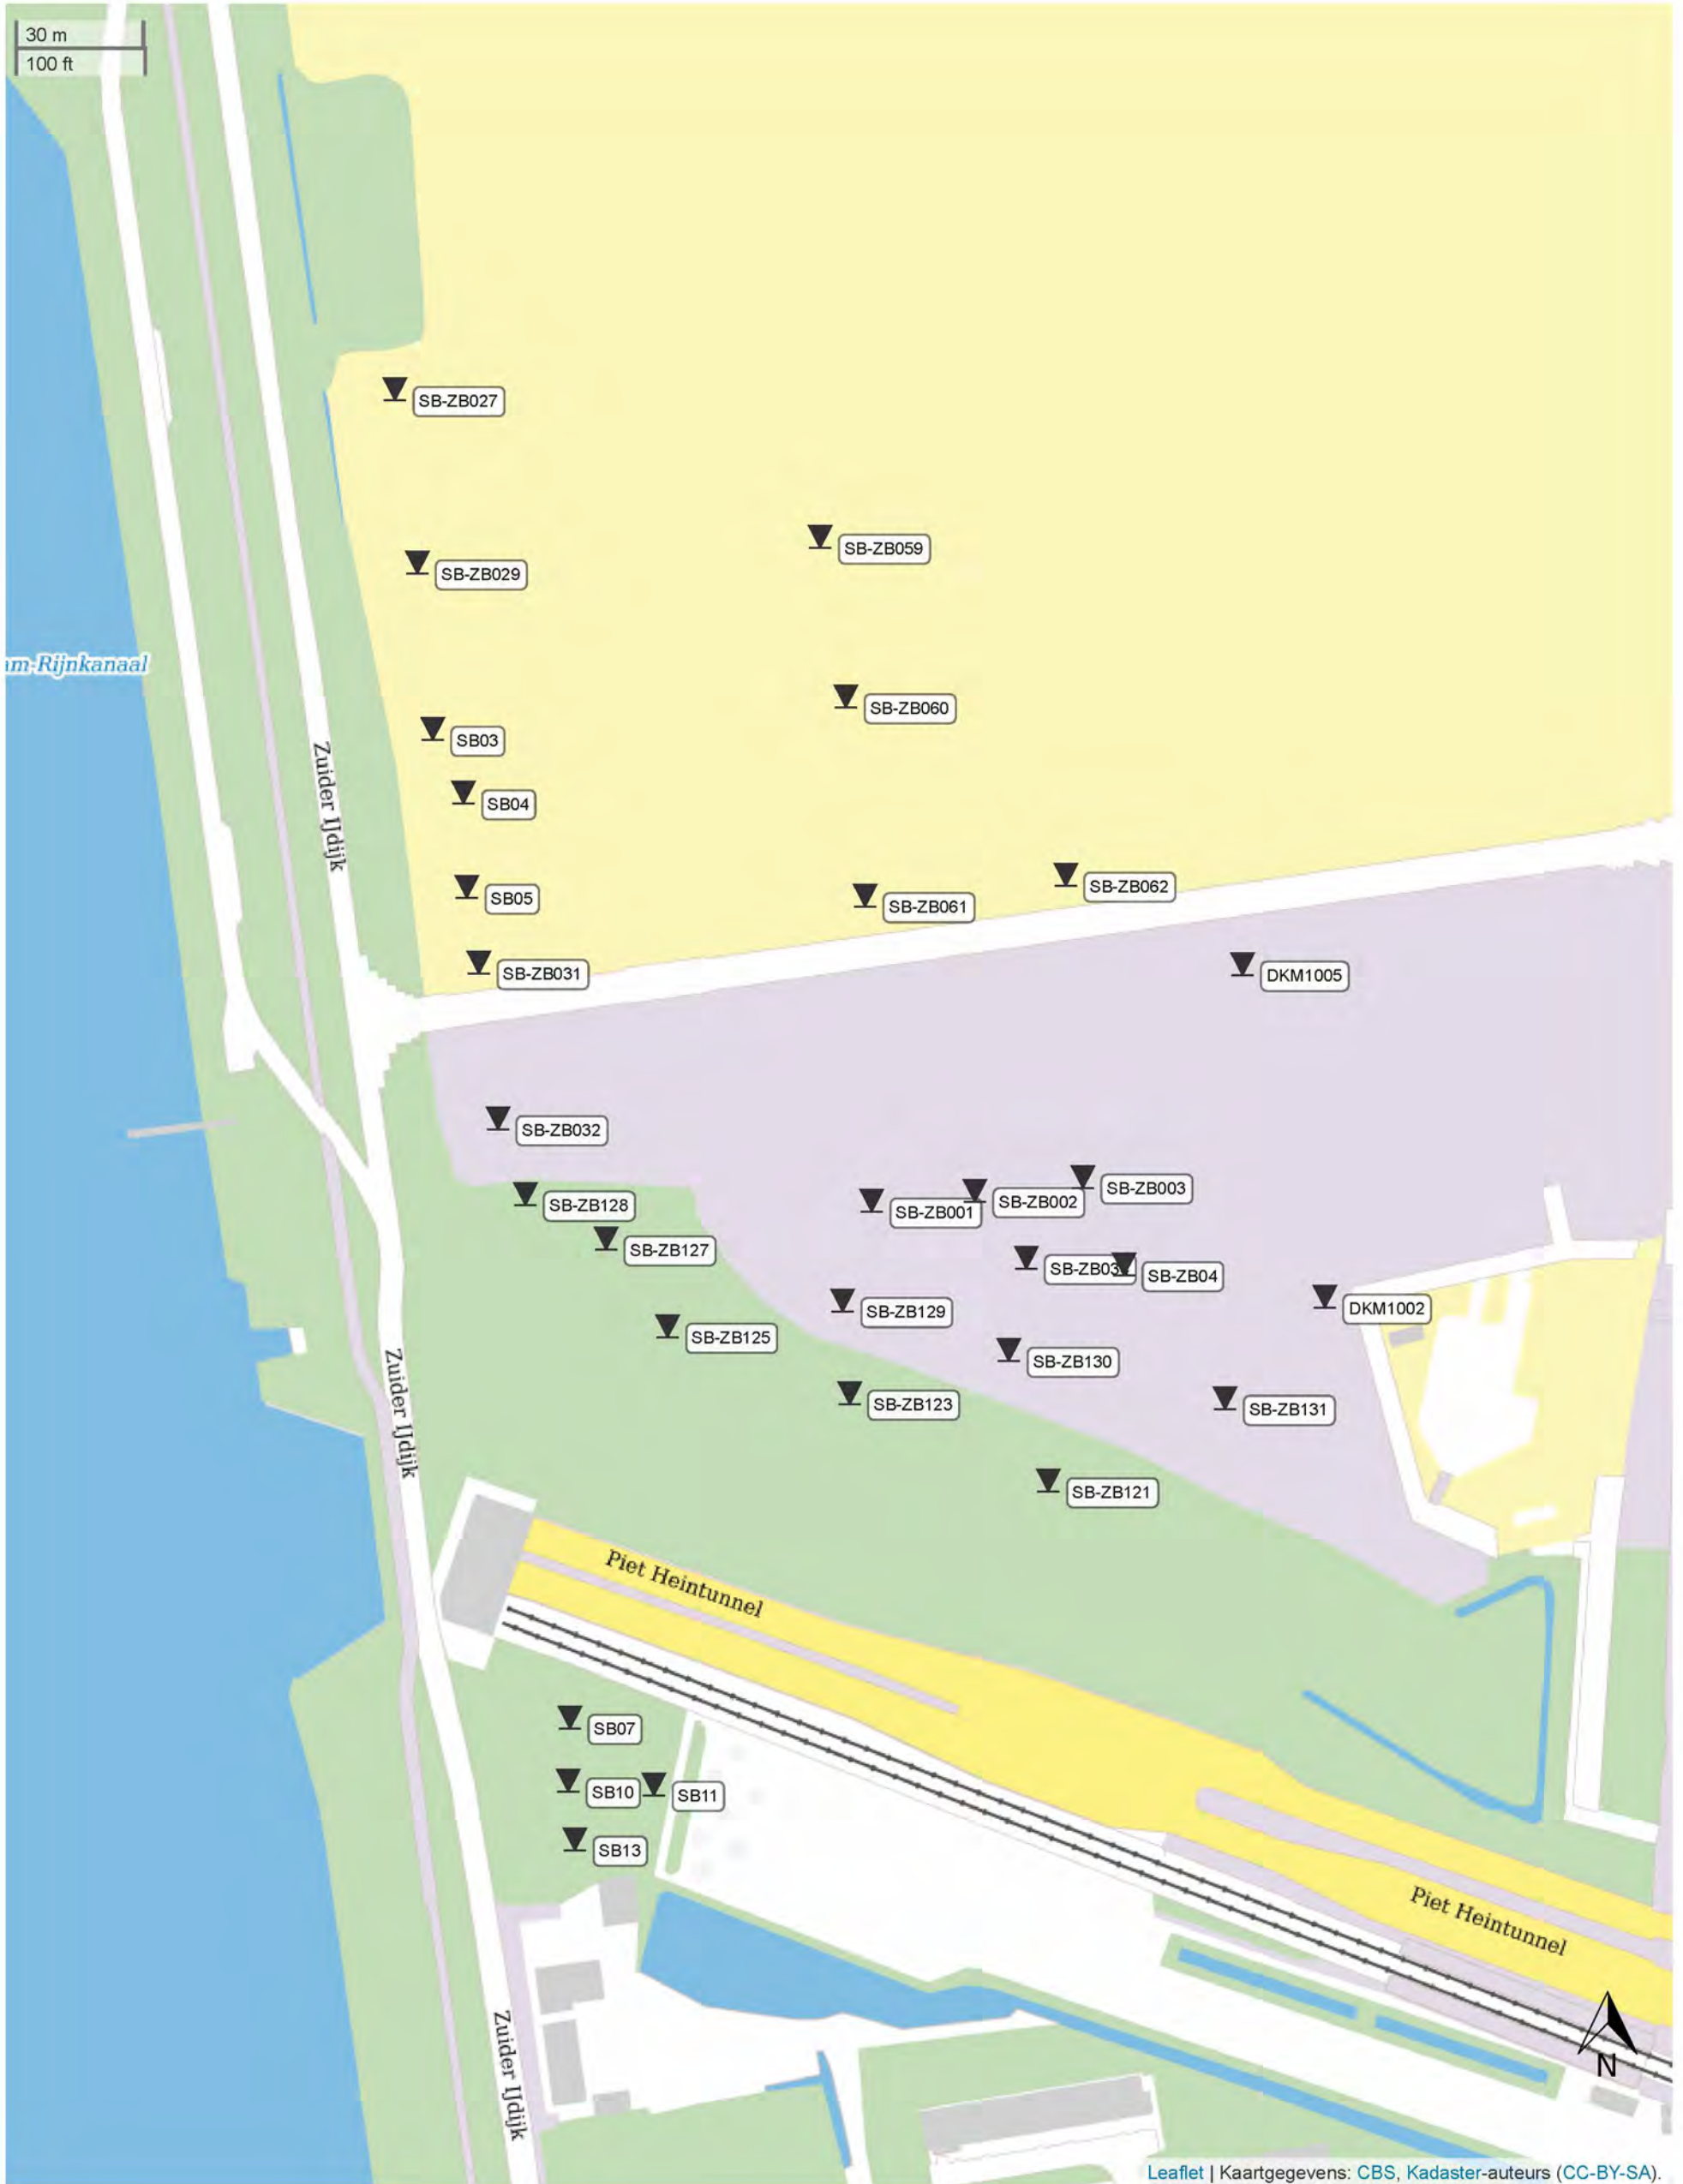 30 m
100 ft
SB-ZB027
SB-ZB059
SB-ZB029
am-Rijnkanaal
SB-ZB060
SB03
SB04
Zuider IJdijk
SB-ZB062
SB05
SB-ZB061
SB-ZB031
DKM1005
SB-ZB032
SB-ZB003
SB-ZB002
SB-ZB128
SB-ZB001
SB-ZB127
SB-ZB04
DKM1002
SB-ZB129
SB-ZB125
SB-ZB130
SB-ZB123
SB-ZB131
Zuider IJdijk
SB-ZB121
Piet Heintunnel
SB07
SB10
SB11
SB13
Piet Heintunnel
N
Zuider IJdijk
Leaflet | Kaartgegevens: CBS, Kadaster-auteurs (CC-BY-SA).